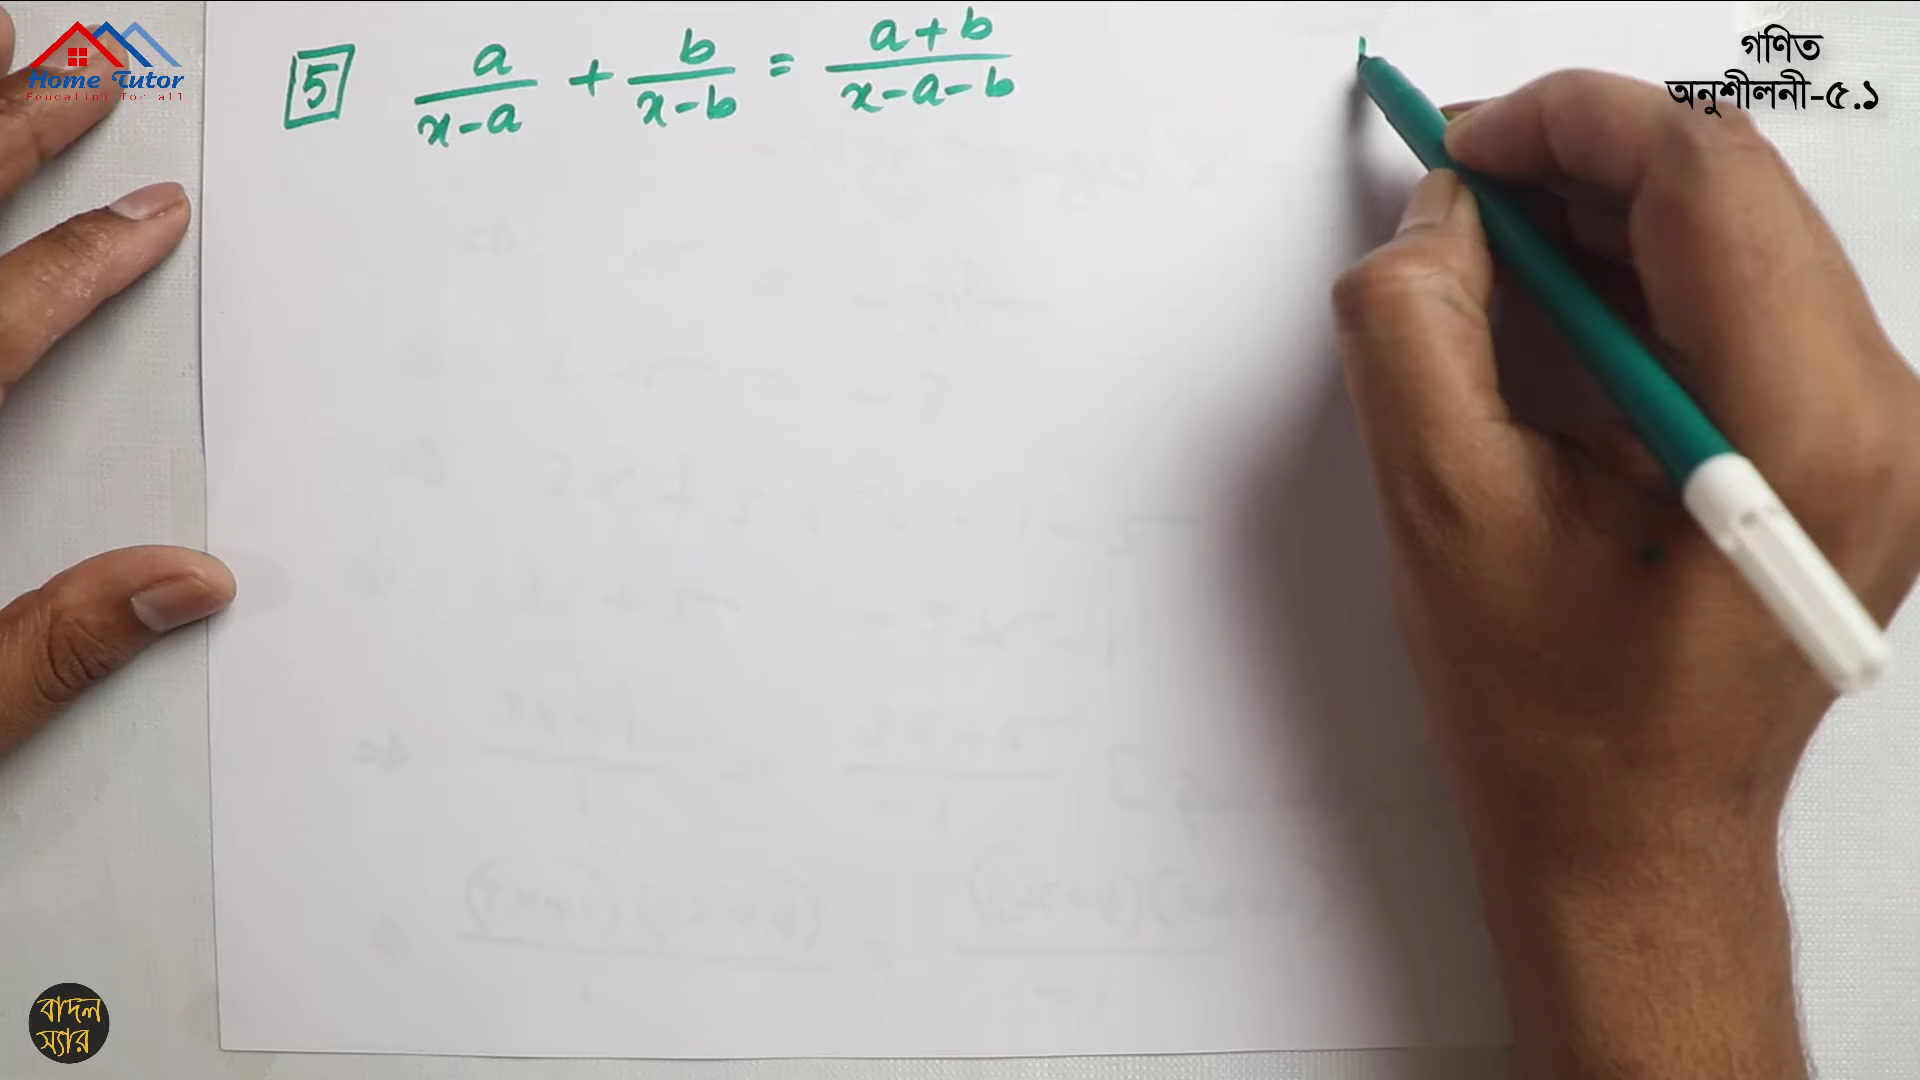 Home Tutor
Education for all
5 a/(x-a) + b/(x-b) = (a+b)/(x-a-b)
গণিত
অনুশীলনী-৫.১
বাদল
স্যার